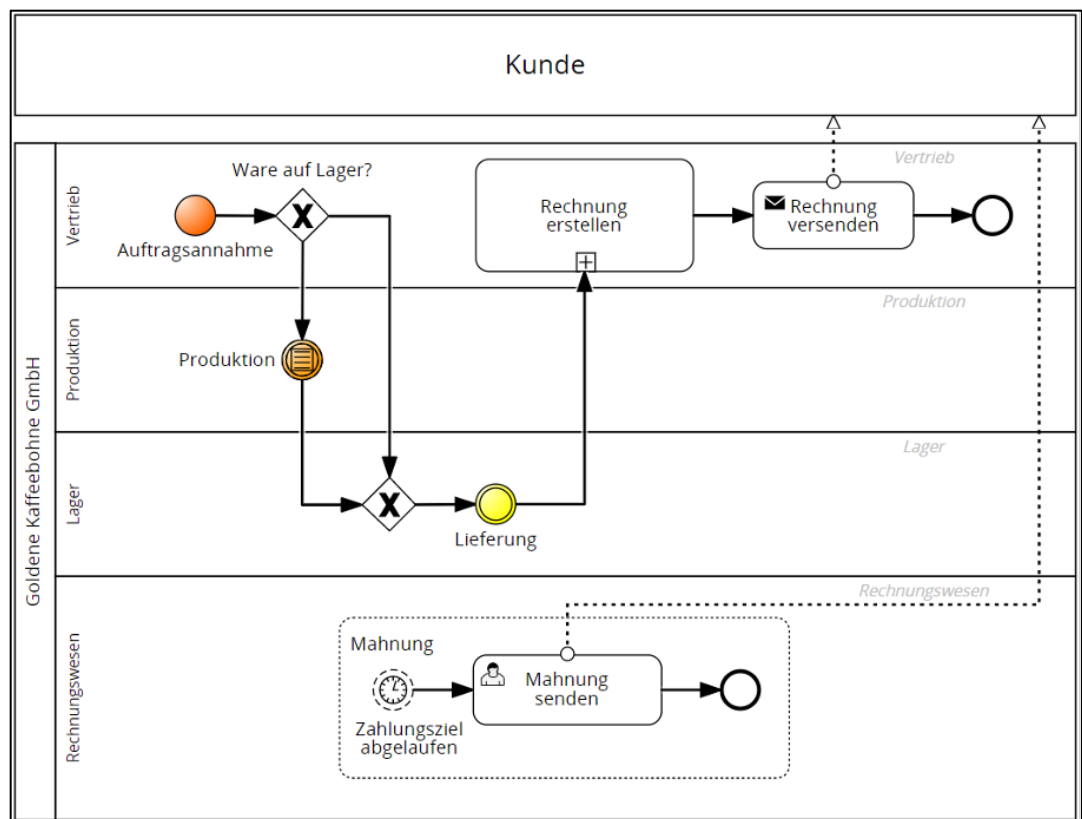 Kunde
Goldene Kaffeebohne GmbH
Vertrieb
Vertrieb
Ware auf Lager?
Auftragsannahme
Rechnung
erstellen
Rechnung
versenden
Produktion
Produktion
Produktion
Lager
Lager
Lieferung
Rechnungswesen
Rechnungswesen
Mahnung
Zahlungsziel
abgelaufen
Mahnung
senden